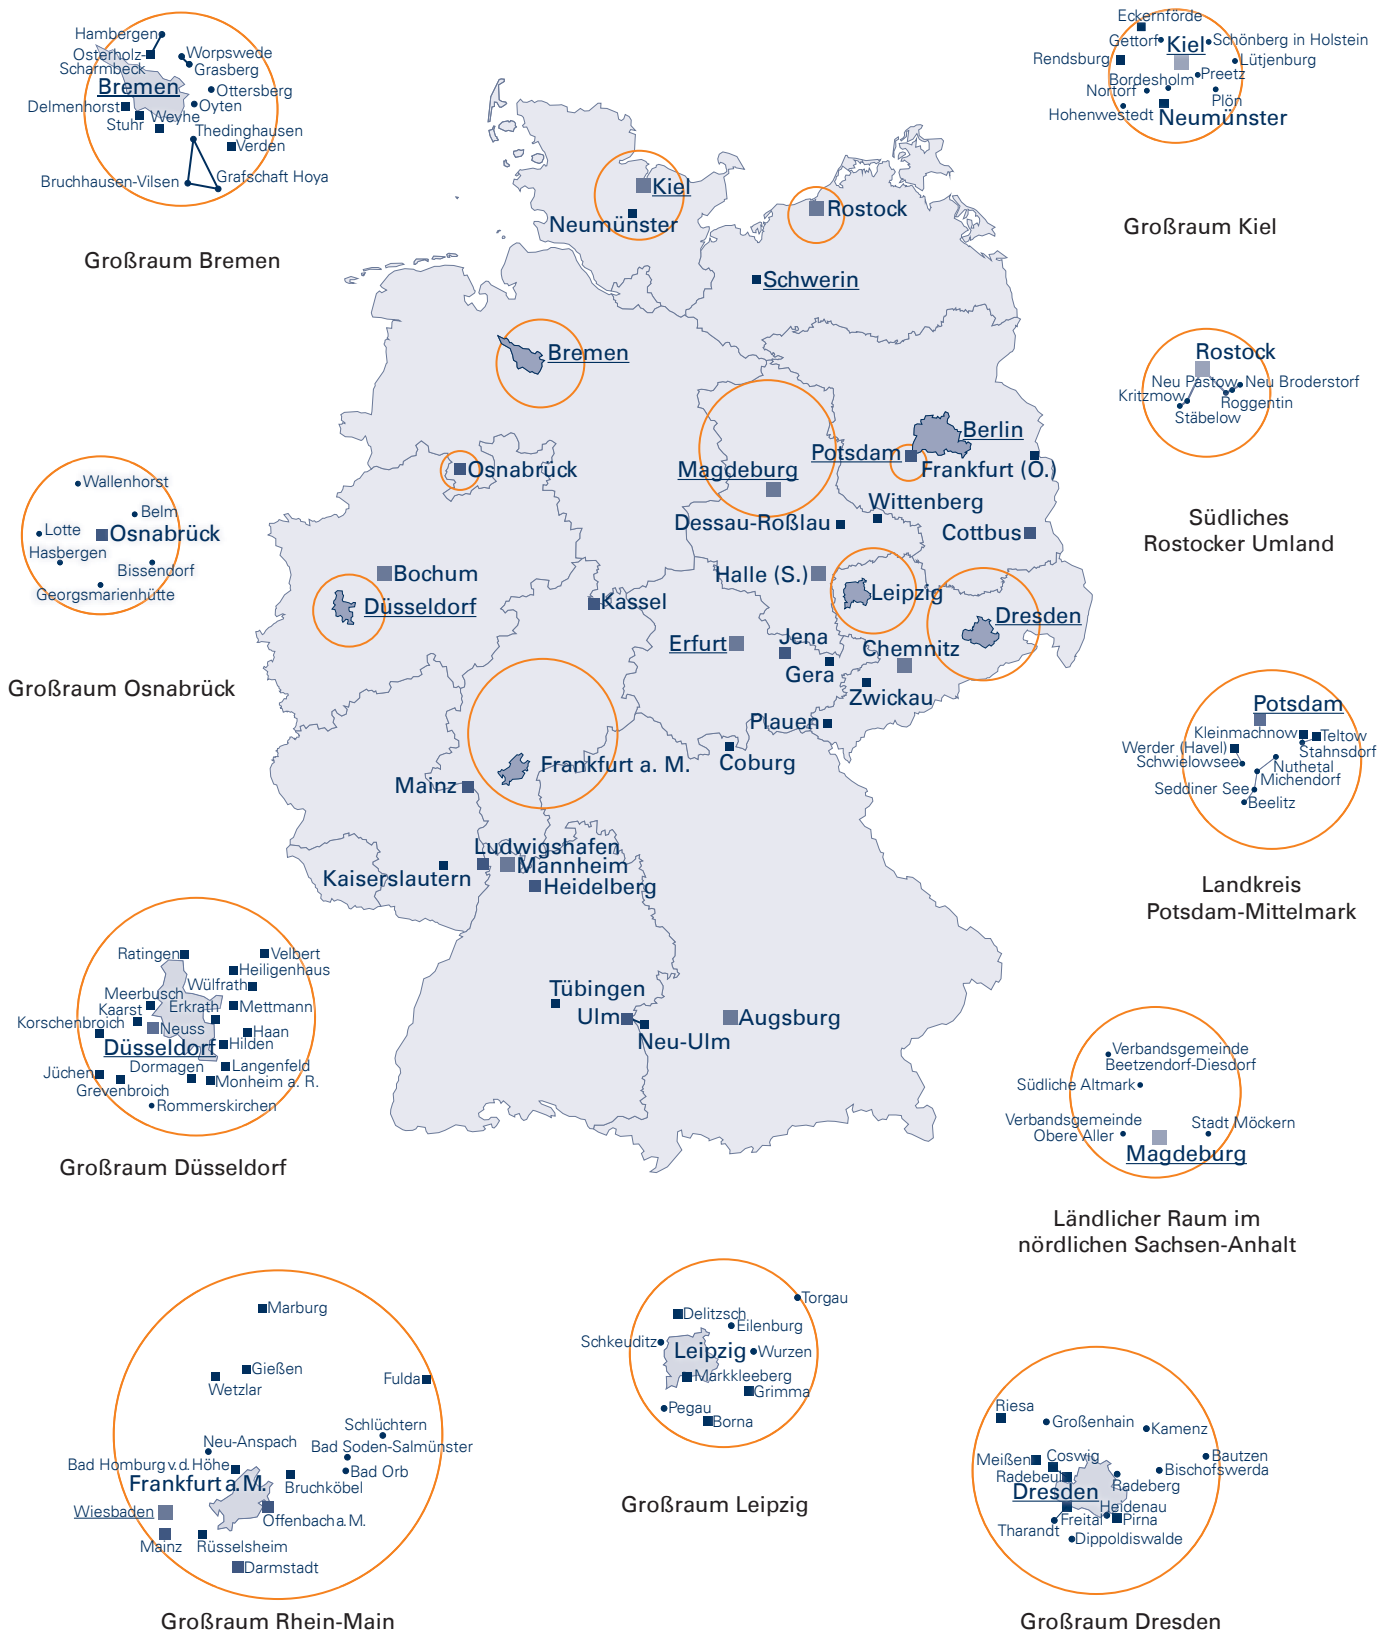 Hambergen
Osterholz-
Scharmbeck
Worpswede
Grasberg
Bremen
Ottersberg
Delmenhorst
Oyten
Stuhr
Weyhe
Thedinghausen
Verden
Bruchhausen-Vilsen
Grafschaft Hoya
Großraum Bremen
Eckernförde
Gettorf
Kiel
Schönberg in Holstein
Rendsburg
Lütjenburg
Bordesholm
Preetz
Nortorf
Plön
Hohenwestedt
Neumünster
Großraum Kiel
Kiel
Neumünster
Rostock
Schwerin
Bremen
Berlin
Potsdam
Frankfurt (O.)
Osnabrück
Magdeburg
Wittenberg
Dessau-Roßlau
Cottbus
Bochum
Halle (S.)
Düsseldorf
Kassel
Leipzig
Dresden
Erfurt
Jena
Chemnitz
Gera
Zwickau
Plauen
Coburg
Frankfurt a. M.
Mainz
Ludwigshafen
Mannheim
Kaiserslautern
Heidelberg
Tübingen
Ulm
Neu-Ulm
Augsburg
Rostock
Neu Pastow
Neu Broderstorf
Kritzmow
Roggentin
Stäbelow
Südliches
Rostocker Umland
Wallenhorst
Belm
Lotte
Osnabrück
Hasbergen
Bissendorf
Georgsmarienhütte
Großraum Osnabrück
Potsdam
Kleinmachnow
Teltow
Werder (Havel)
Stahnsdorf
Schwielowsee
Nuthetal
Michendorf
Seddiner See
Beelitz
Landkreis
Potsdam-Mittelmark
Ratingen
Velbert
Heiligenhaus
Wülfrath
Meerbusch
Kaarst
Erkrath
Mettmann
Korschenbroich
Neuss
Haan
Düsseldorf
Hilden
Jüchen
Dormagen
Langenfeld
Grevenbroich
Monheim a. R.
Rommerskirchen
Großraum Düsseldorf
Verbandsgemeinde
Beetzendorf-Diesdorf
Südliche Altmark
Verbandsgemeinde
Obere Aller
Stadt Möckern
Magdeburg
Ländlicher Raum im
nördlichen Sachsen-Anhalt
Marburg
Gießen
Wetzlar
Fulda
Schlüchtern
Neu-Anspach
Bad Soden-Salmünster
Bad Homburg v. d. Höhe
Bad Orb
Frankfurt a. M.
Bruchköbel
Wiesbaden
Offenbach a. M.
Mainz
Rüsselsheim
Darmstadt
Großraum Rhein-Main
Torgau
Delitzsch
Eilenburg
Schkeuditz
Leipzig
Wurzen
Markkleeberg
Grimma
Pegau
Borna
Großraum Leipzig
Riesa
Großenhain
Kamenz
Meißen
Coswig
Bautzen
Radebeul
Bischofswerda
Dresden
Radeberg
Heidenau
Tharandt
Freital
Pirna
Dippoldiswalde
Großraum Dresden